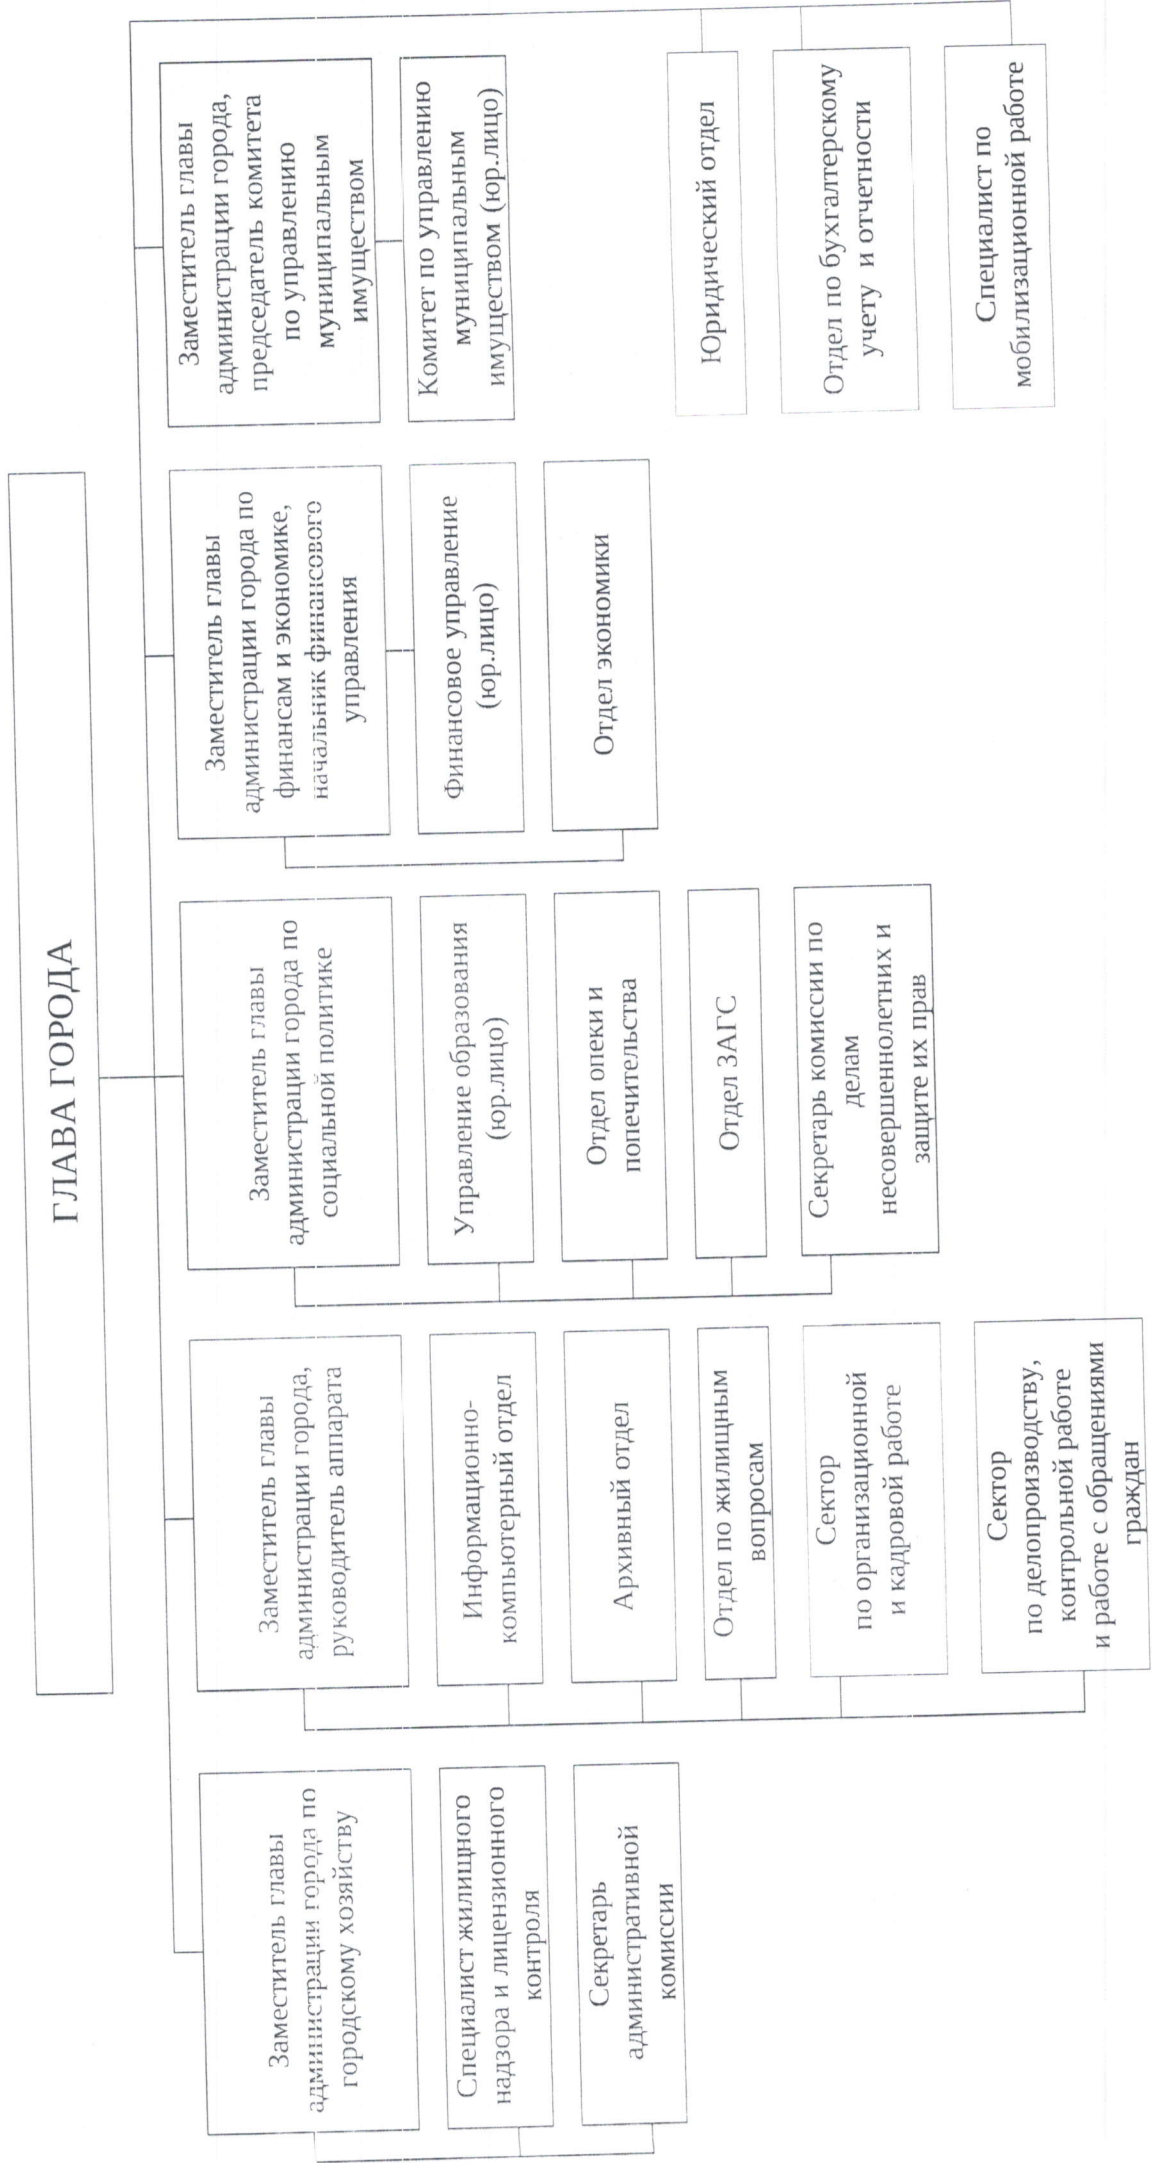 ГЛАВА ГОРОДА
Заместитель главы
администрации города по
городскому хозяйству
Специалист жилищного
надзора и лицензионного
контроля
Секретарь
административной
комиссии
Заместитель главы
администрации города,
руководитель аппарата
Информационно-
компьютерный отдел
Архивный отдел
Отдел по жилищным
вопросам
Сектор
по организационной
и кадровой работе
Сектор
по делопроизводству,
контрольной работе
и работе с обращениями
граждан
Заместитель главы
администрации города по
социальной политике
Управление образования
(юр.лицо)
Отдел опеки и
попечительства
Отдел ЗАГС
Секретарь комиссии по
делам
несовершеннолетних и
защите их прав
Заместитель главы
администрации города по
финансам и экономике,
начальник финансового
управления
Финансовое управление
(юр.лицо)
Отдел экономики
Заместитель главы
администрации города,
председатель комитета
по управлению
муниципальным
имуществом
Комитет по управлению
муниципальным
имуществом (юр.лицо)
Юридический отдел
Отдел по бухгалтерскому
учету и отчетности
Специалист по
мобилизационной работе